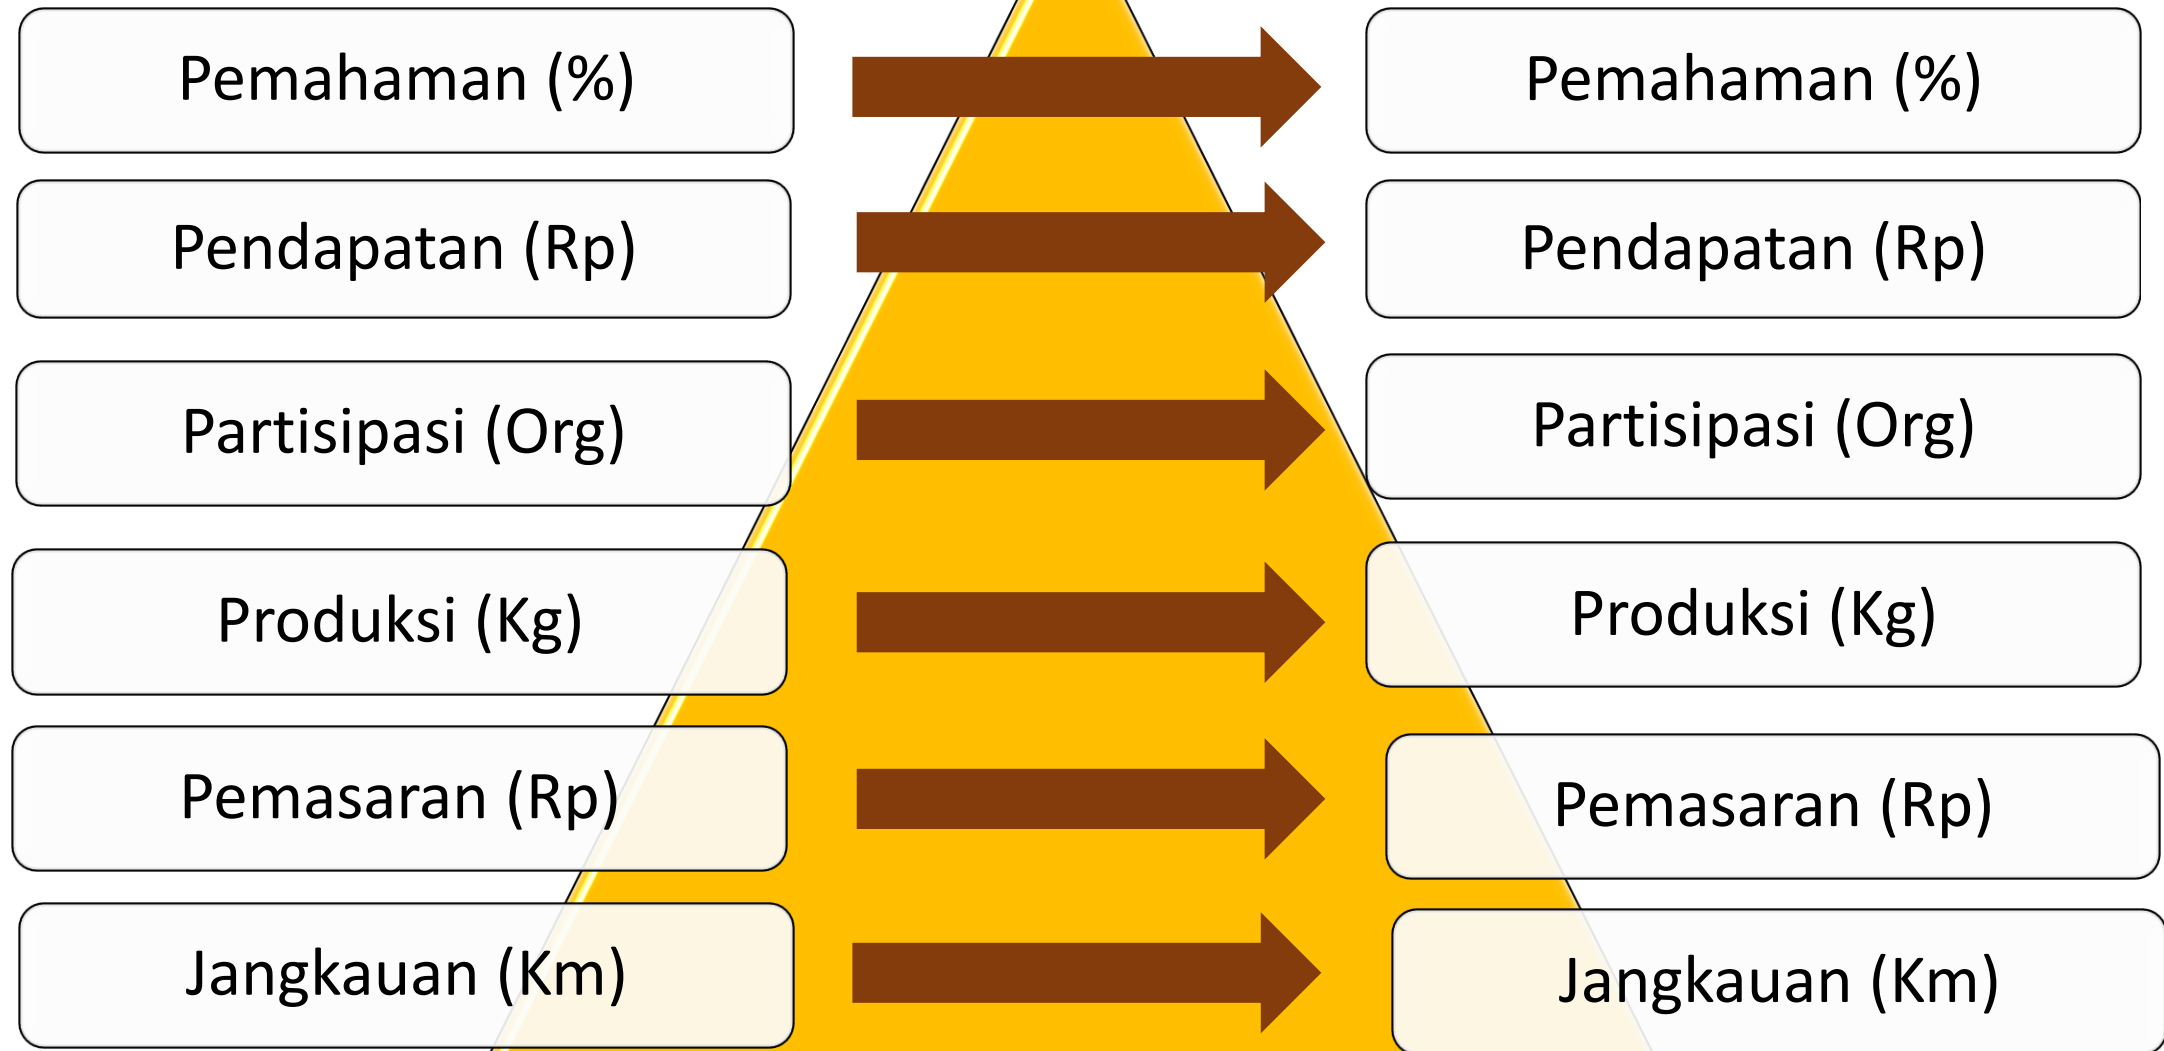 Pemahaman (%)
Pemahaman (%)
Pendapatan (Rp)
Pendapatan (Rp)
Partisipasi (Org)
Partisipasi (Org)
Produksi (Kg)
Produksi (Kg)
Pemasaran (Rp)
Pemasaran (Rp)
Jangkauan (Km)
Jangkauan (Km)